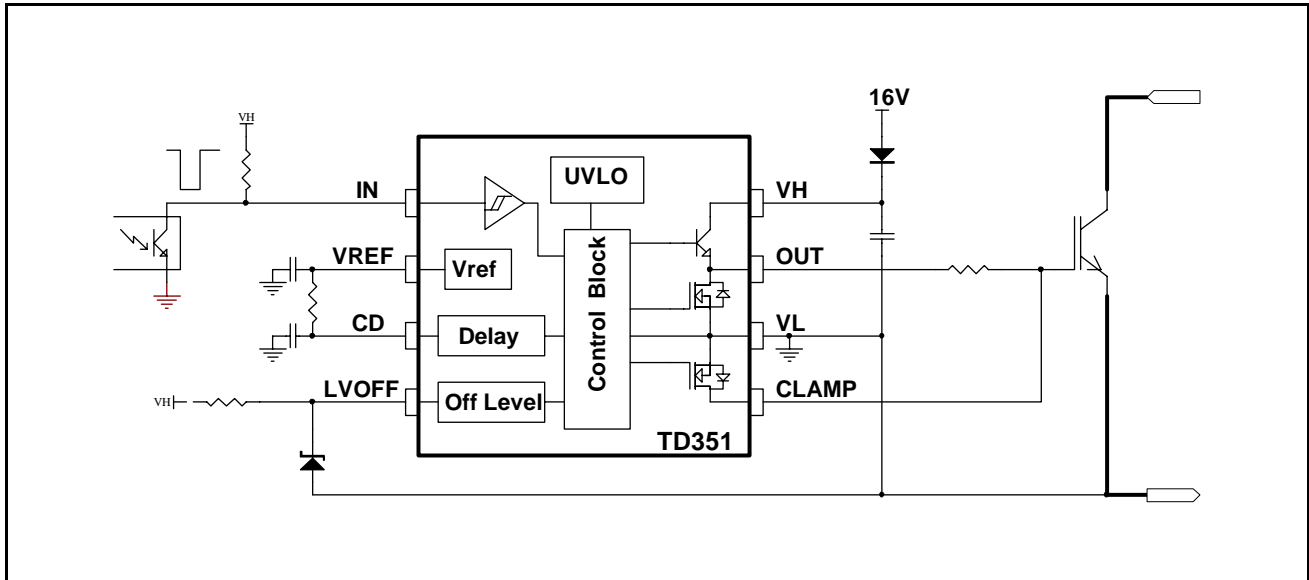 16V
VH
UVLO
IN
VH
VREF
Vref
OUT
Control Block
CD
Delay
VL
VH
LVOFF
Off Level
CLAMP
TD351